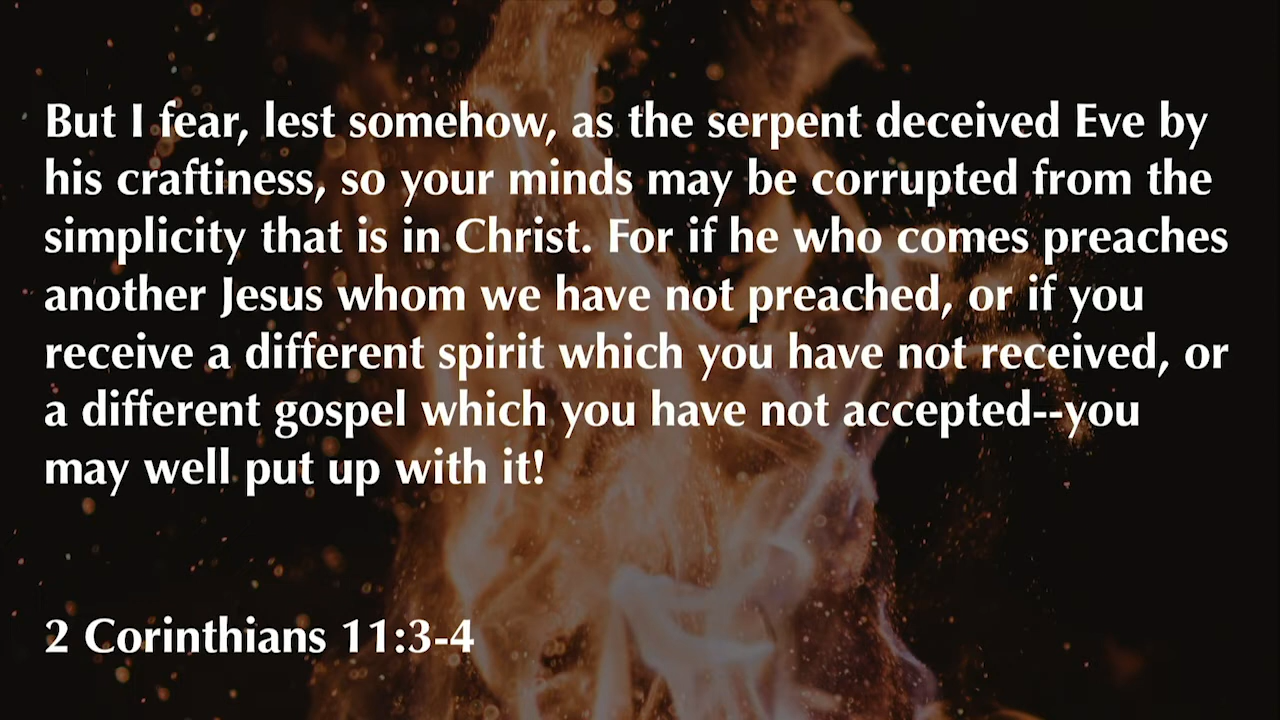 But I fear, lest somehow, as the serpent deceived Eve by
his craftiness, so your minds may be corrupted from the
simplicity that is in Christ. For if he who comes preaches
another Jesus whom we have not preached, or if you
receive a different spirit which you have not received, or
a different gospel which you have not accepted--you
may well put up with it!
2 Corinthians 11:3-4